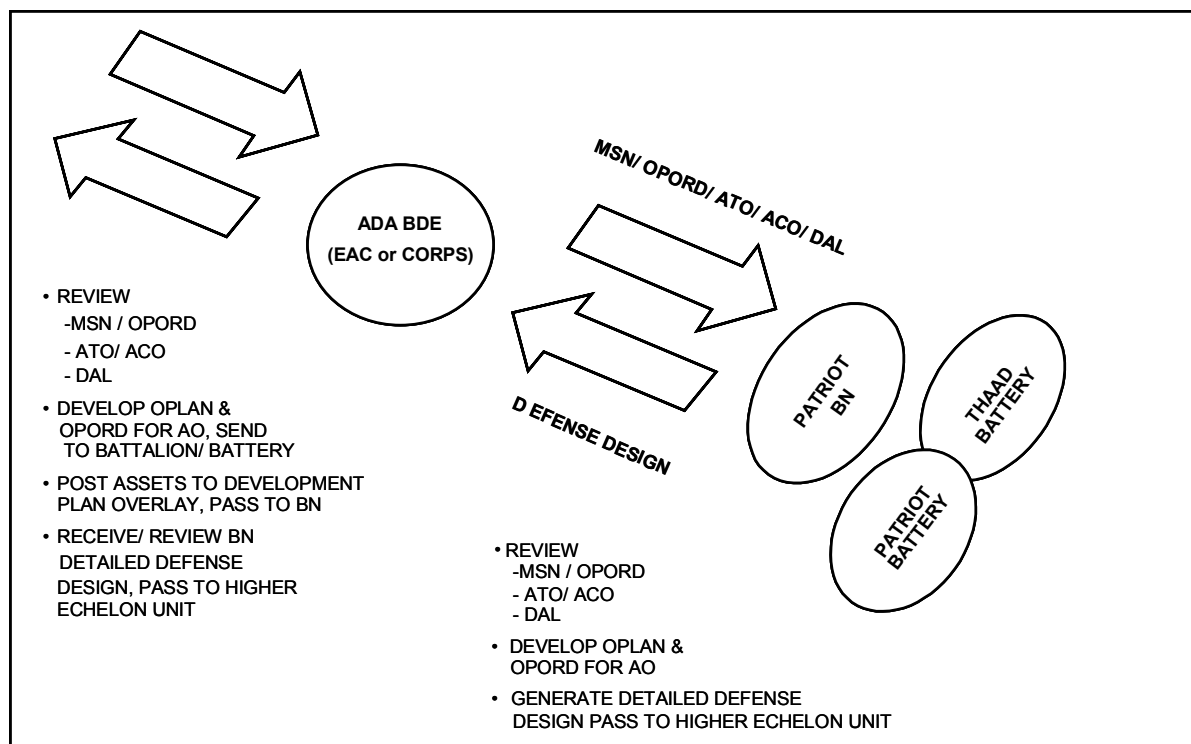 MSN/ OPORD/ ATO/ ACO/ DAL
ADA BDE
(EAC or CORPS)
• REVIEW
-MSN / OPORD
- ATO/ ACO
- DAL
• DEVELOP OPLAN &
OPORD FOR AO, SEND
TO BATTALION/ BATTERY
• POST ASSETS TO DEVELOPMENT
PLAN OVERLAY, PASS TO BN
• RECEIVE/ REVIEW BN
DETAILED DEFENSE
DESIGN, PASS TO HIGHER
ECHELON UNIT
D EFENSE DESIGN
PATRIOT
BN
THAAD
BATTERY
PATRIOT
BATTERY
• REVIEW
-MSN / OPORD
- ATO/ ACO
- DAL
• DEVELOP OPLAN &
OPORD FOR AO
• GENERATE DETAILED DEFENSE
DESIGN PASS TO HIGHER ECHELON UNIT